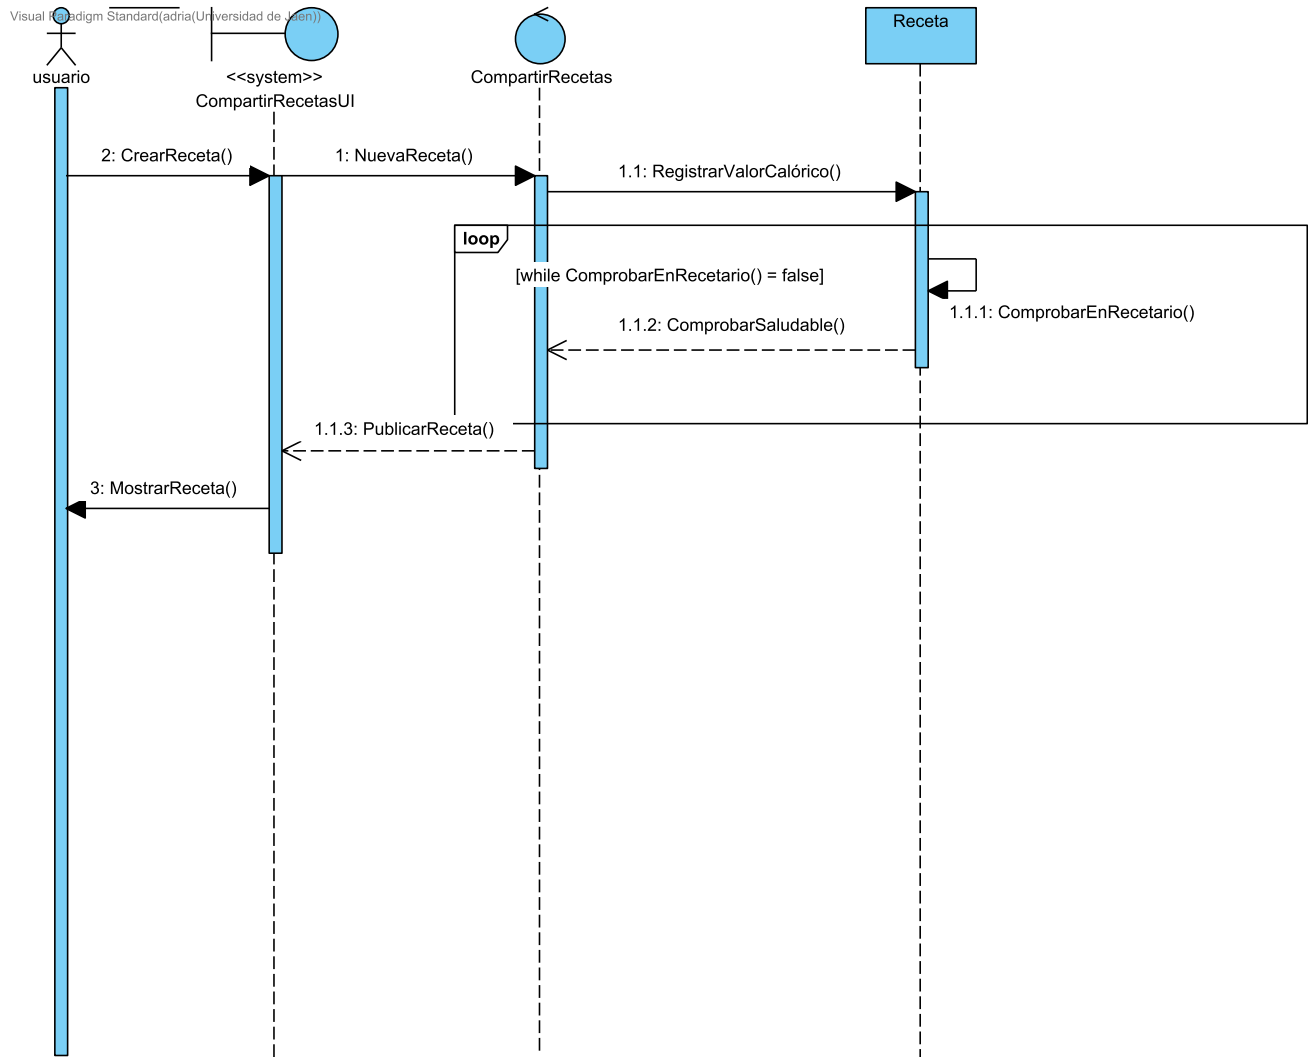 Visual Paradigm Standard(adria(Universidad de Jaen))
Receta
usuario
<<system>>
CompartirRecetasUI
CompartirRecetas
2: CrearReceta()
1: NuevaReceta()
1.1: RegistrarValorCalórico()
loop
[while ComprobarEnRecetario() = false]
1.1.1: ComprobarEnRecetario()
1.1.2: ComprobarSaludable()
1.1.3: PublicarReceta()
3: MostrarReceta()